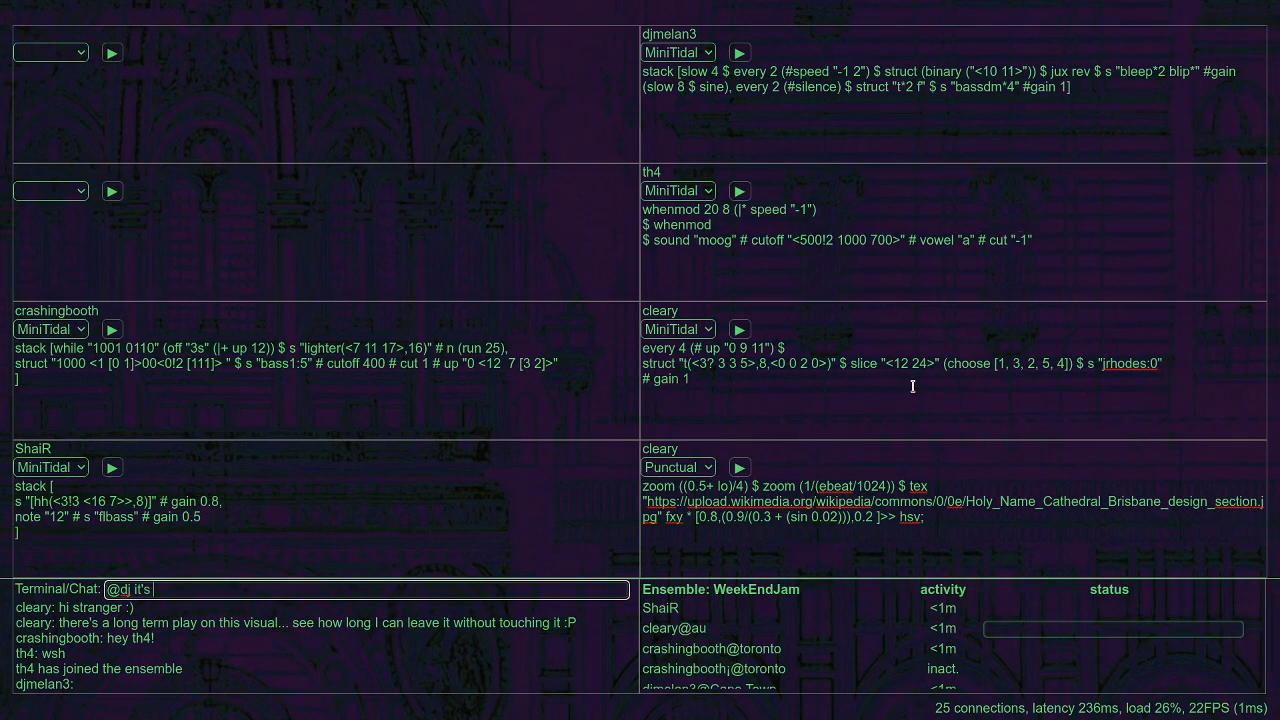 djmelan3
MiniTidal ▶
stack [slow 4 $ every 2 (#speed "-1 2") $ struct (binary ("<10 11>")) $ jux rev $ s "bleep*2 blip*" #gain
(slow 8 $ sine), every 2 (#silence) $ struct "t*2 f" $ s "bassdm*4" #gain 1]
th4
MiniTidal ▶
whenmod 20 8 (|* speed "-1")
$ whenmod
$ sound "moog" # cutoff "<500!2 1000 700>" # vowel "a" # cut "-1"
crashingbooth
MiniTidal ▶
stack [while "1001 0110" (off "3s" (|+ up 12)) $ s "lighter(<7 11 17>,16)" # n (run 25),
struct "1000 <1 [0 1]>00<0!2 [111]> " $ s "bass1:5" # cutoff 400 # cut 1 # up "0 <12  7 [3 2]>"
]
cleary
MiniTidal ▶
every 4 (# up "0 9 11") $
struct "t(<3? 3 3 5>,8,<0 0 2 0>)" $ slice "<12 24>" (choose [1, 3, 2, 5, 4]) $ s "jrhodes:0"
# gain 1
ShaiR
MiniTidal ▶
stack [
s "[hh(<3!3 <16 7>>,8)]" # gain 0.8,
note "12" # s "flbass" # gain 0.5
]
cleary
Punctual ▶
zoom ((0.5+ lo)/4) $ zoom (1/(ebeat/1024)) $ tex
"https://upload.wikimedia.org/wikipedia/commons/0/0e/Holy_Name_Cathedral_Brisbane_design_section.j
pg" fxy * [0.8,(0.9/(0.3 + (sin 0.02))),0.2 ]>> hsv;
Terminal/Chat: @dj it's
cleary: hi stranger :)
cleary: there's a long term play on this visual... see how long I can leave it without touching it :P
crashingbooth: hey th4!
th4: wsh
th4 has joined the ensemble
djmelan3:
Ensemble: WeekEndJam activity status
ShaiR <1m
cleary@au <1m
crashingbooth@toronto <1m
crashingbooth¡@toronto inact.
djmelan3@Cape Town <1m
25 connections, latency 236ms, load 26%, 22FPS (1ms)